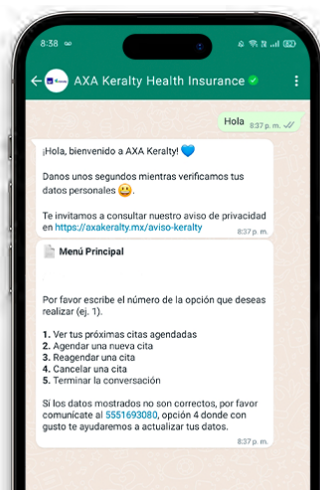 8:38
AXA Keralty Health Insurance
Hola 8:37 p. m.
¡Hola, bienvenido a AXA Keralty! 💙
Danos unos segundos mientras verificamos tus
datos personales 😀.
Te invitamos a consultar nuestro aviso de privacidad
en https://axakeralty.mx/aviso-keralty
8:37 p. m.
📄 Menú Principal
Por favor escribe el número de la opción que deseas
realizar (ej. 1).
1. Ver tus próximas citas agendadas
2. Agendar una nueva cita
3. Reagendar una cita
4. Cancelar una cita
5. Terminar la conversación
Sí los datos mostrados no son correctos, por favor
comunícate al 5551693080, opción 4 donde con
gusto te ayudaremos a actualizar tus datos.
8:37 p. m.